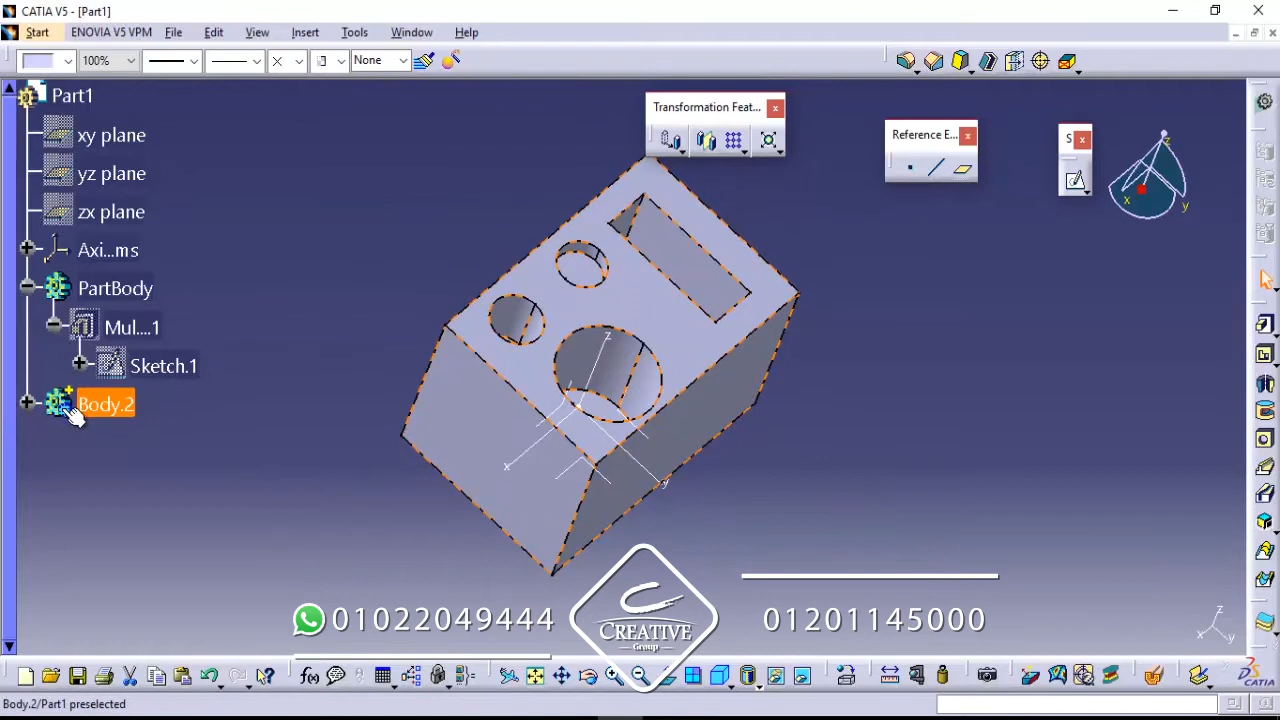 CATIA V5 - [Part1]
Start ENOVIA V5 VPM File Edit View Insert Tools Window Help
100% None
Part1
xy plane
yz plane
zx plane
Axi...ms
PartBody
Mul....1
Sketch.1
Body.2
Transformation Feat...
Reference E...
S
z
x
y
z
x
y
01022049444
CREATIVE
Group
01201145000
z
x
y
f(x)
CATIA
Body.2/Part1 preselected